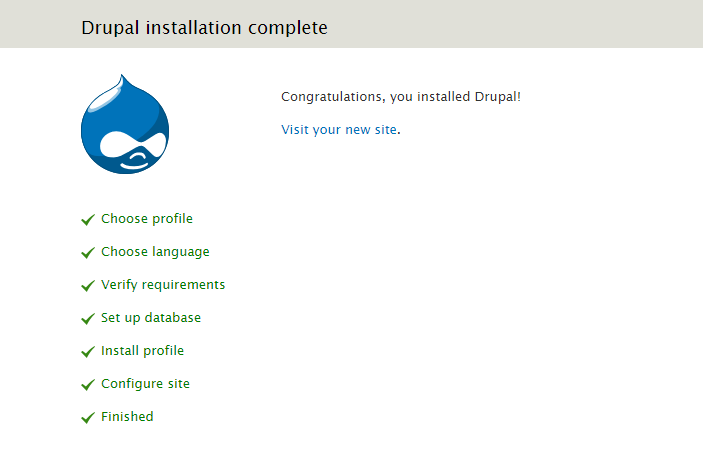 Drupal installation complete
Congratulations, you installed Drupal!
Visit your new site.
Choose profile
Choose language
Verify requirements
Set up database
Install profile
Configure site
Finished